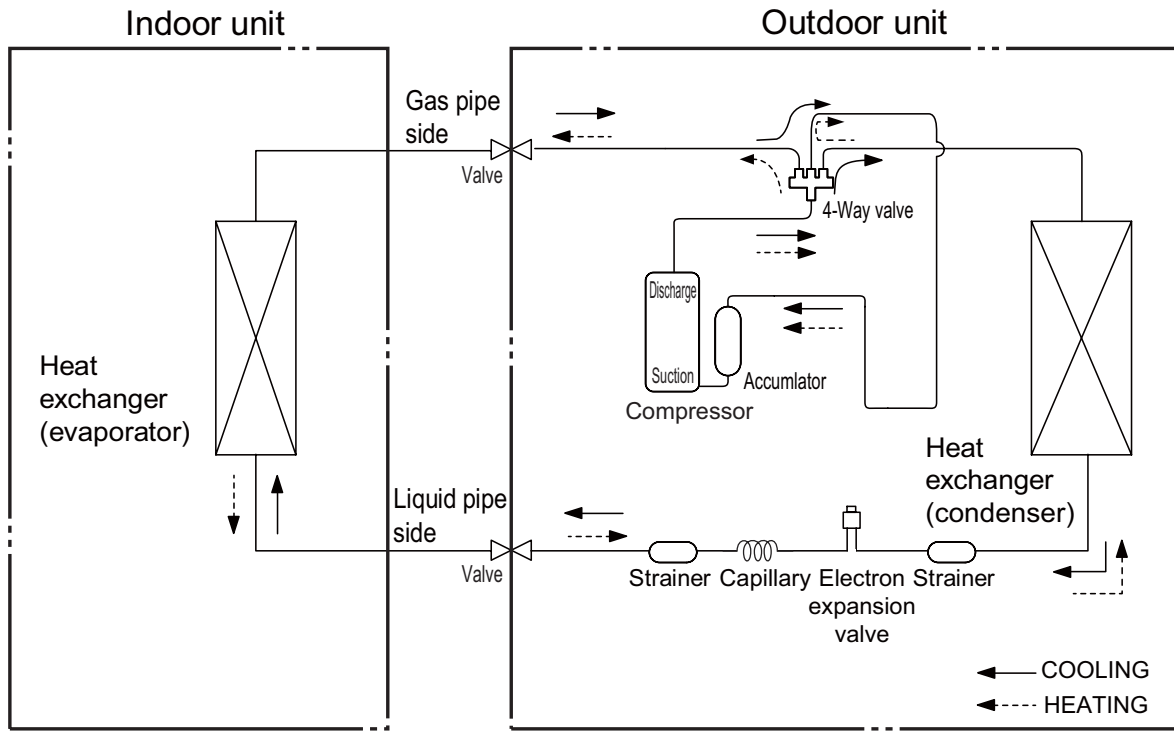 Indoor unit
Outdoor unit
Gas pipe
side
Valve
4-Way valve
Discharge
Suction
Accumlator
Compressor
Heat
exchanger
(evaporator)
Heat
exchanger
(condenser)
Liquid pipe
side
Valve
Strainer
Capillary
Electron
expansion
valve
Strainer
COOLING
HEATING